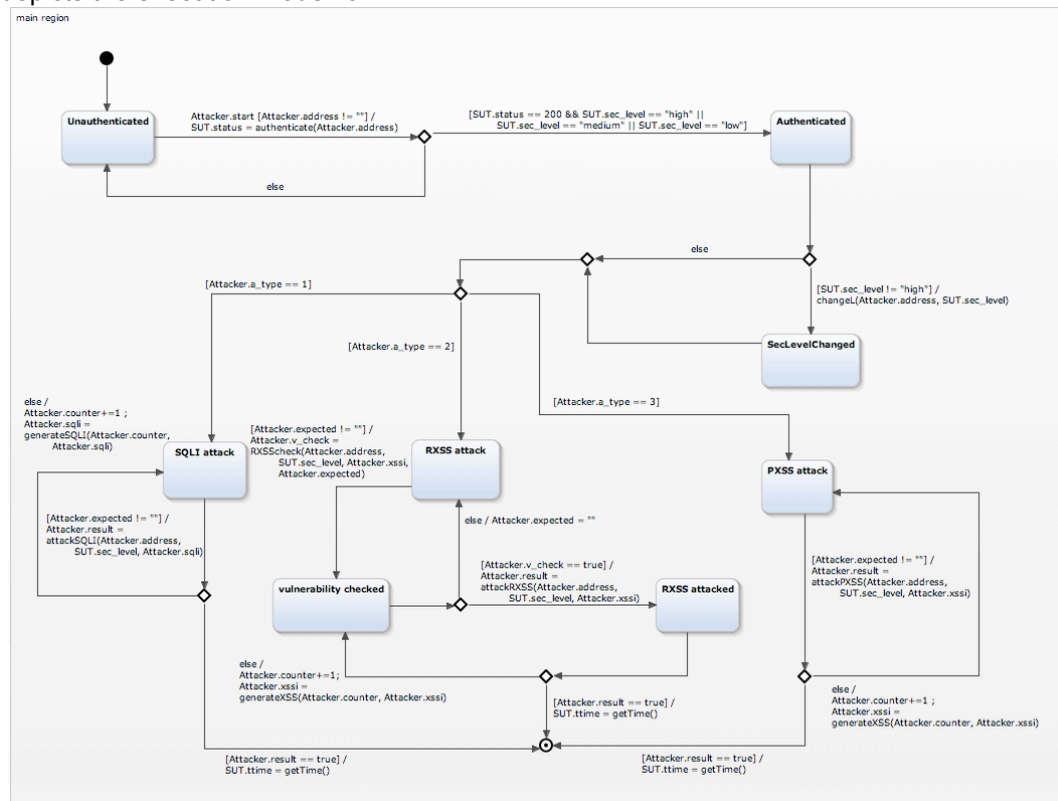 main region
Unauthenticated
Attacker.start [Attacker.address != ""] /
SUT.status = authenticate(Attacker.address)
[SUT.status == 200 && SUT.sec_level == "high" ||
SUT.sec_level == "medium" || SUT.sec_level == "low"]
Authenticated
else
else
[Attacker.a_type == 1]
[SUT.sec_level != "high"] /
changeL(Attacker.address, SUT.sec_level)
[Attacker.a_type == 2]
SecLevelChanged
else /
Attacker.counter+=1 ;
Attacker.sqli =
generateSQLI(Attacker.counter,
Attacker.sqli)
[Attacker.a_type == 3]
[Attacker.expected != ""] /
Attacker.v_check =
RXSScheck(Attacker.address,
SUT.sec_level, Attacker.xssi,
Attacker.expected)
SQLI attack
RXSS attack
PXSS attack
[Attacker.expected != ""] /
Attacker.result =
attackSQLI(Attacker.address,
SUT.sec_level, Attacker.sqli)
else / Attacker.expected = ""
[Attacker.v_check == true] /
Attacker.result =
attackRXSS(Attacker.address,
SUT.sec_level, Attacker.xssi)
[Attacker.expected != ""] /
Attacker.result =
attackPXSS(Attacker.address,
SUT.sec_level, Attacker.xssi)
vulnerability checked
RXSS attacked
else /
Attacker.counter+=1;
Attacker.xssi =
generateXSS(Attacker.counter, Attacker.xssi)
[Attacker.result == true] /
SUT.ttime = getTime()
else /
Attacker.counter+=1 ;
Attacker.xssi =
generateXSS(Attacker.counter, Attacker.xssi)
[Attacker.result == true] /
SUT.ttime = getTime()
[Attacker.result == true] /
SUT.ttime = getTime()